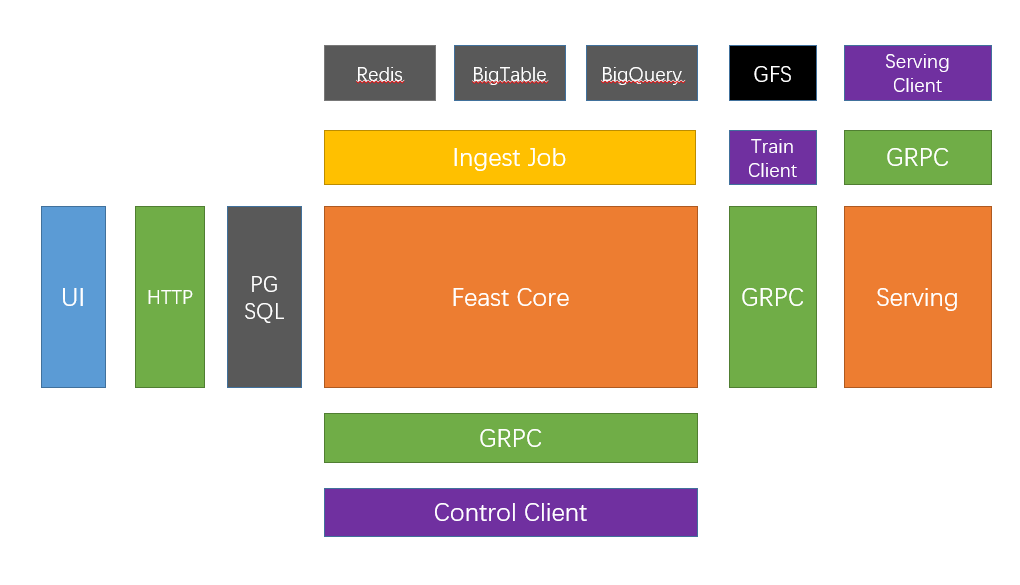 Redis
BigTable
BigQuery
GFS
Serving
Client
Ingest Job
Train
Client
GRPC
UI
HTTP
PG
SQL
Feast Core
GRPC
Serving
GRPC
Control Client